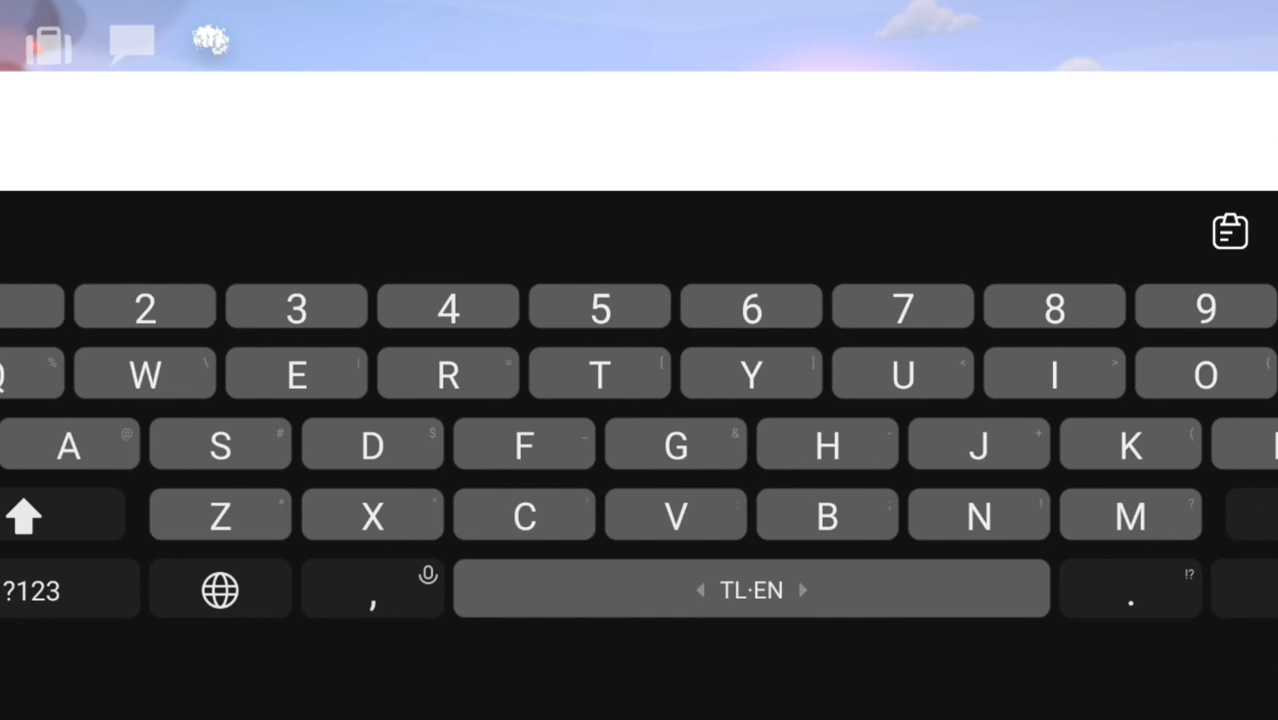 2 3 4 5 6 7 8 9
Q % W \ E | R = T [ Y ] U < I > O (
A @ S # D $ F _ G & H - J + K (
Z * X " C ' V : B ; N ! M ?
?123 , TL·EN . !?